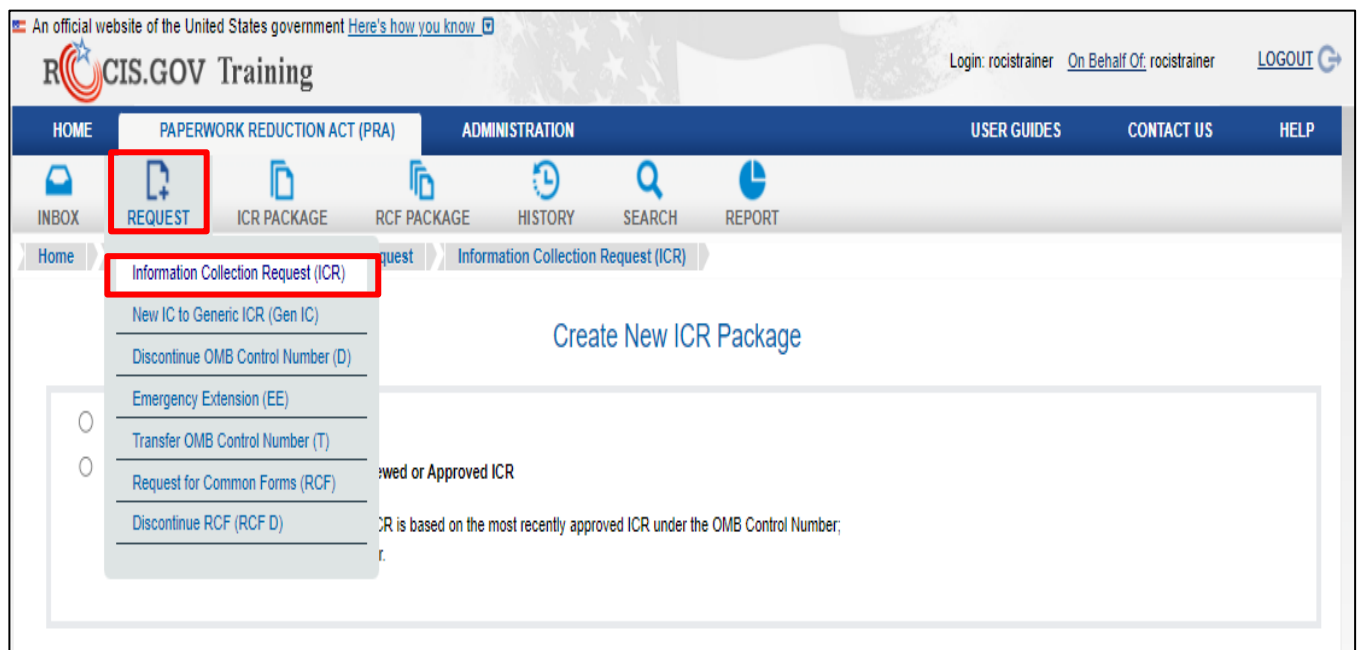 An official website of the United States government Here's how you know
ROCIS.GOV Training
Login: rocistrainer On Behalf Of: rocistrainer LOGOUT
HOME PAPERWORK REDUCTION ACT (PRA) ADMINISTRATION USER GUIDES CONTACT US HELP
INBOX REQUEST ICR PACKAGE RCF PACKAGE HISTORY SEARCH REPORT
Home quest Information Collection Request (ICR)
Information Collection Request (ICR)
New IC to Generic ICR (Gen IC)
Discontinue OMB Control Number (D)
Emergency Extension (EE)
Transfer OMB Control Number (T)
Request for Common Forms (RCF)
Discontinue RCF (RCF D)
Create New ICR Package
ewed or Approved ICR
CR is based on the most recently approved ICR under the OMB Control Number;
r.